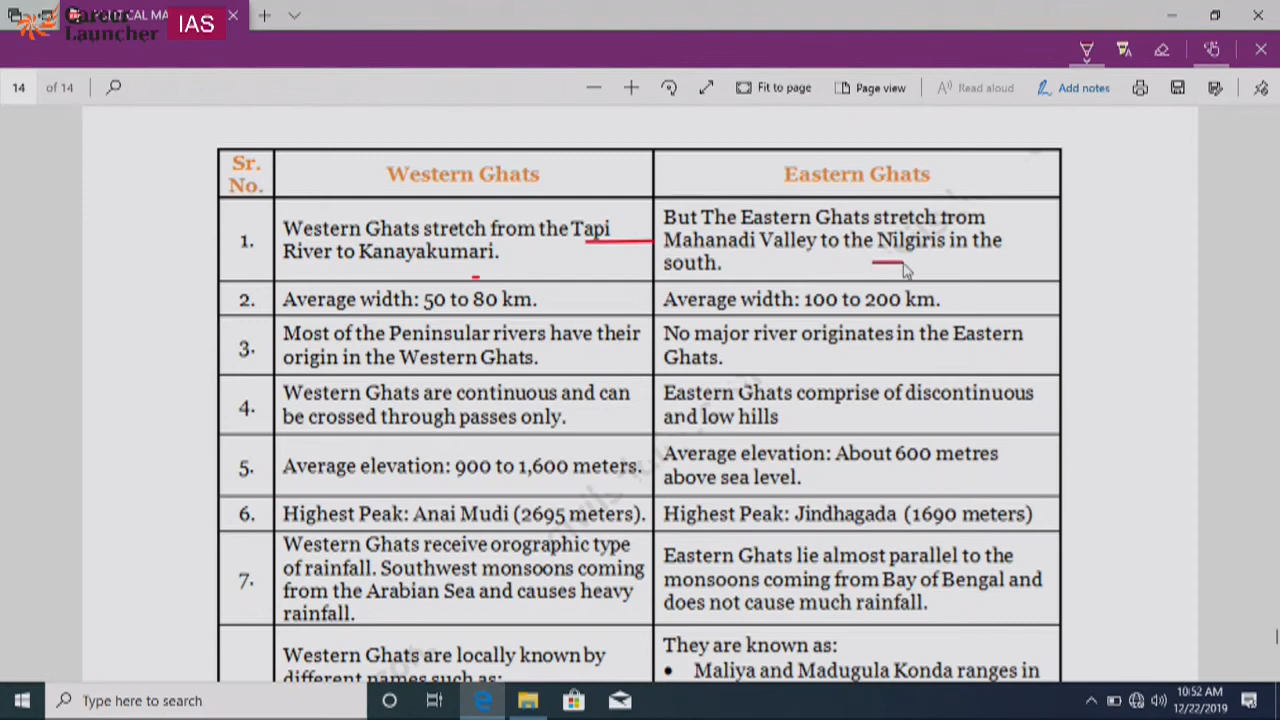 Career
Launcher
IAS
14
of 14
Fit to page
Page view
Read aloud
Add notes
Sr.
No.
Western Ghats
Eastern Ghats
1.
Western Ghats stretch from the Tapi
River to Kanayakumari.
But The Eastern Ghats stretch from
Mahanadi Valley to the Nilgiris in the
south.
2.
Average width: 50 to 80 km.
Average width: 100 to 200 km.
3.
Most of the Peninsular rivers have their
origin in the Western Ghats.
No major river originates in the Eastern
Ghats.
4.
Western Ghats are continuous and can
be crossed through passes only.
Eastern Ghats comprise of discontinuous
and low hills
5.
Average elevation: 900 to 1,600 meters.
Average elevation: About 600 metres
above sea level.
6.
Highest Peak: Anai Mudi (2695 meters).
Highest Peak: Jindhagada (1690 meters)
7.
Western Ghats receive orographic type
of rainfall. Southwest monsoons coming
from the Arabian Sea and causes heavy
rainfall.
Eastern Ghats lie almost parallel to the
monsoons coming from Bay of Bengal and
does not cause much rainfall.
Western Ghats are locally known by
different names such as:
They are known as:
• Maliya and Madugula Konda ranges in
Type here to search
10:52 AM
12/22/2019